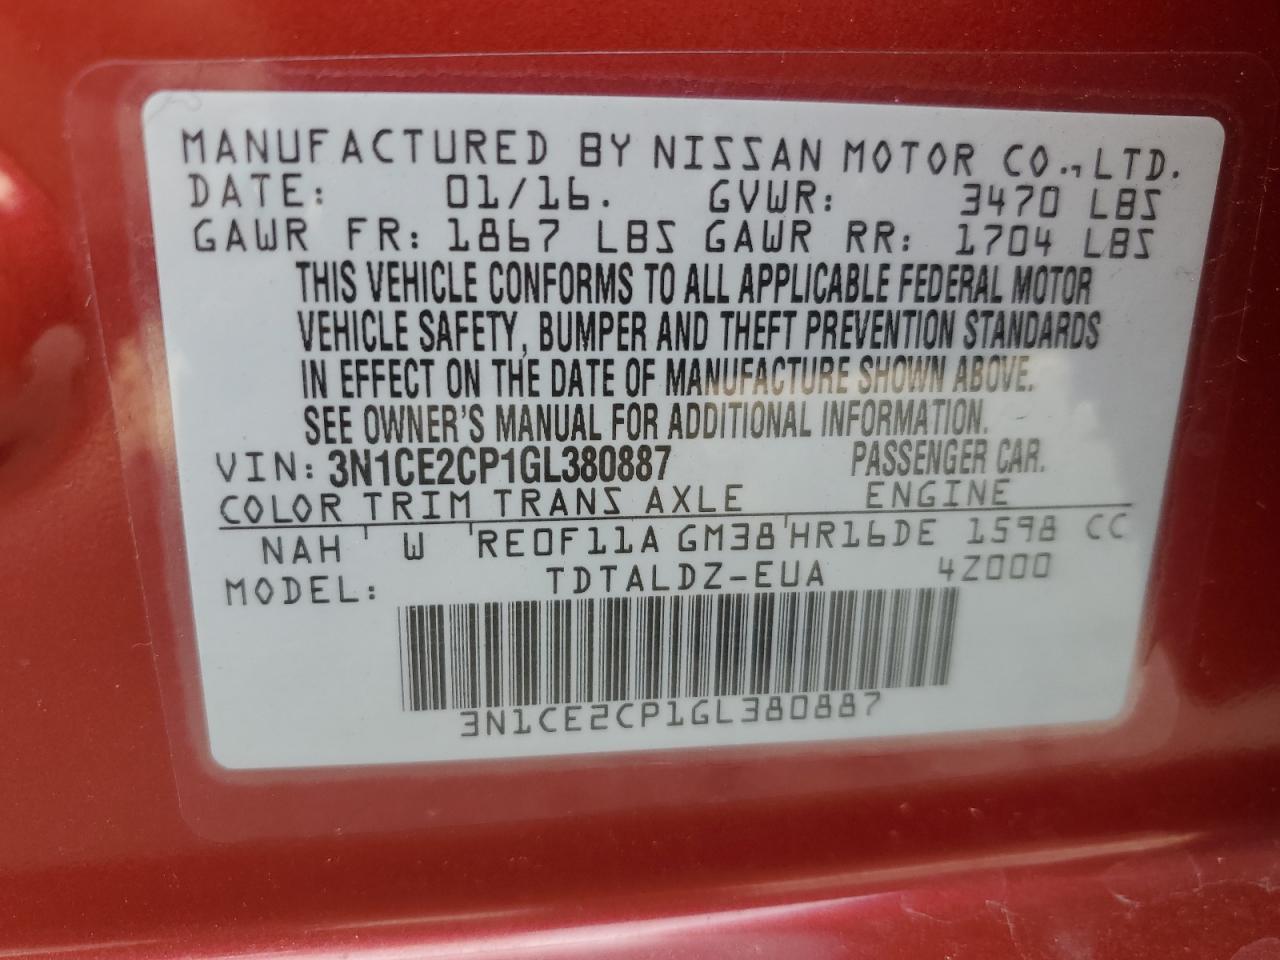 MANUFACTURED BY NISSAN MOTOR CO.,LTD.
DATE: 01/16. GVWR: 3470 LBS
GAWR FR: 1867 LBS GAWR RR: 1704 LBS
THIS VEHICLE CONFORMS TO ALL APPLICABLE FEDERAL MOTOR
VEHICLE SAFETY, BUMPER AND THEFT PREVENTION STANDARDS
IN EFFECT ON THE DATE OF MANUFACTURE SHOWN ABOVE.
SEE OWNER'S MANUAL FOR ADDITIONAL INFORMATION.
VIN: 3N1CE2CP1GL380887 PASSENGER CAR.
COLOR TRIM TRANS AXLE ENGINE
NAH W RE0F11A GM38 HR16DE 1598 CC
MODEL: TDTALDZ-EUA 4Z000
3N1CE2CP1GL380887